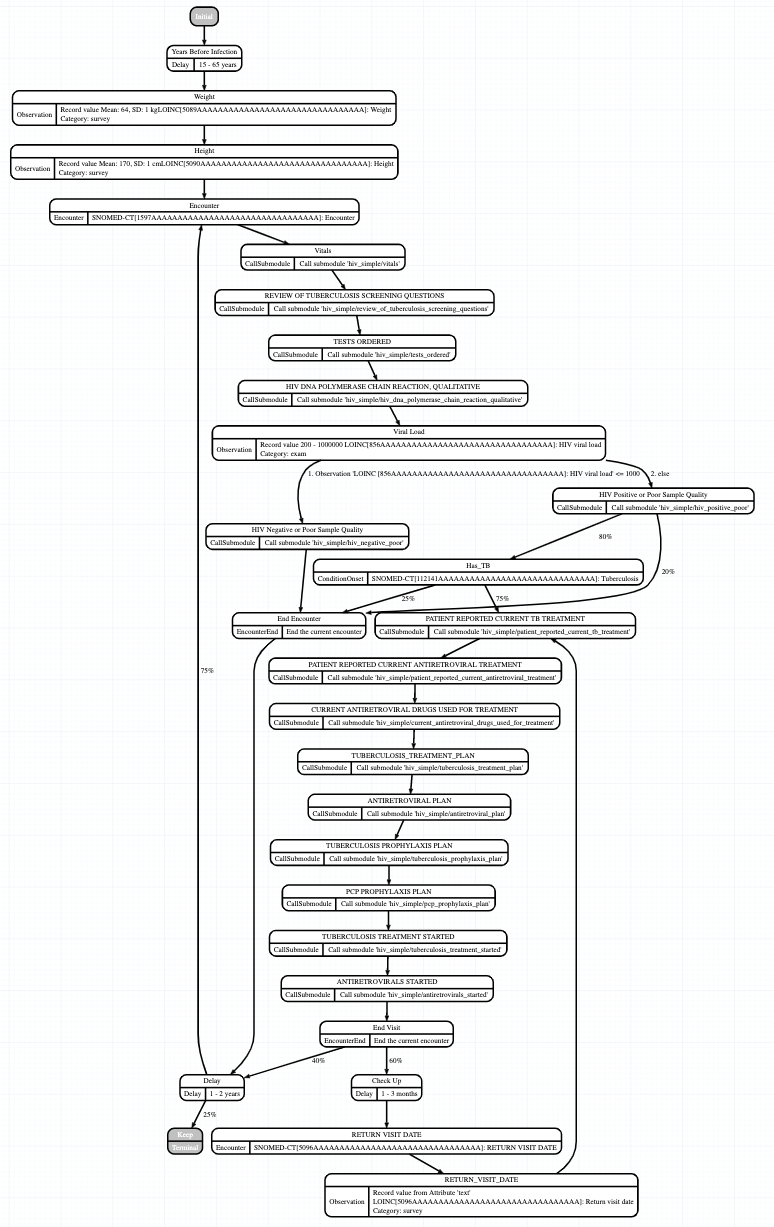 Initial
Years Before Infection
Delay 15 - 65 years
Weight
Observation
Record value Mean: 64, SD: 1 kgLOINC[5089AAAAAAAAAAAAAAAAAAAAAAAAAAAAAAAA]: Weight
Category: survey
Height
Observation
Record value Mean: 170, SD: 1 cmLOINC[5090AAAAAAAAAAAAAAAAAAAAAAAAAAAAAAAA]: Height
Category: survey
Encounter
Encounter SNOMED-CT[1597AAAAAAAAAAAAAAAAAAAAAAAAAAAAAAAA]: Encounter
Vitals
CallSubmodule Call submodule 'hiv_simple/vitals'
REVIEW OF TUBERCULOSIS SCREENING QUESTIONS
CallSubmodule Call submodule 'hiv_simple/review_of_tuberculosis_screening_questions'
TESTS ORDERED
CallSubmodule Call submodule 'hiv_simple/tests_ordered'
HIV DNA POLYMERASE CHAIN REACTION, QUALITATIVE
CallSubmodule Call submodule 'hiv_simple/hiv_dna_polymerase_chain_reaction_qualitative'
Viral Load
Observation
Record value 200 - 1000000 LOINC[856AAAAAAAAAAAAAAAAAAAAAAAAAAAAAAAAA]: HIV viral load
Category: exam
1. Observation 'LOINC [856AAAAAAAAAAAAAAAAAAAAAAAAAAAAAAAAA]: HIV viral load' <= 1000
2. else
HIV Positive or Poor Sample Quality
CallSubmodule Call submodule 'hiv_simple/hiv_positive_poor'
HIV Negative or Poor Sample Quality
CallSubmodule Call submodule 'hiv_simple/hiv_negative_poor'
80%
Has_TB
ConditionOnset SNOMED-CT[112141AAAAAAAAAAAAAAAAAAAAAAAAAAAAAA]: Tuberculosis
20%
25%
75%
End Encounter
EncounterEnd End the current encounter
PATIENT REPORTED CURRENT TB TREATMENT
CallSubmodule Call submodule 'hiv_simple/patient_reported_current_tb_treatment'
75%
PATIENT REPORTED CURRENT ANTIRETROVIRAL TREATMENT
CallSubmodule Call submodule 'hiv_simple/patient_reported_current_antiretroviral_treatment'
CURRENT ANTIRETROVIRAL DRUGS USED FOR TREATMENT
CallSubmodule Call submodule 'hiv_simple/current_antiretroviral_drugs_used_for_treatment'
TUBERCULOSIS_TREATMENT_PLAN
CallSubmodule Call submodule 'hiv_simple/tuberculosis_treatment_plan'
ANTIRETROVIRAL PLAN
CallSubmodule Call submodule 'hiv_simple/antiretroviral_plan'
TUBERCULOSIS PROPHYLAXIS PLAN
CallSubmodule Call submodule 'hiv_simple/tuberculosis_prophylaxis_plan'
PCP PROPHYLAXIS PLAN
CallSubmodule Call submodule 'hiv_simple/pcp_prophylaxis_plan'
TUBERCULOSIS TREATMENT STARTED
CallSubmodule Call submodule 'hiv_simple/tuberculosis_treatment_started'
ANTIRETROVIRALS STARTED
CallSubmodule Call submodule 'hiv_simple/antiretrovirals_started'
End Visit
EncounterEnd End the current encounter
40%
60%
Delay
Delay 1 - 2 years
Check Up
Delay 1 - 3 months
25%
Keep
Terminal
RETURN VISIT DATE
Encounter SNOMED-CT[5096AAAAAAAAAAAAAAAAAAAAAAAAAAAAAAAA]: RETURN VISIT DATE
RETURN_VISIT_DATE
Observation
Record value from Attribute 'text'
LOINC[5096AAAAAAAAAAAAAAAAAAAAAAAAAAAAAAAA]: Return visit date
Category: survey